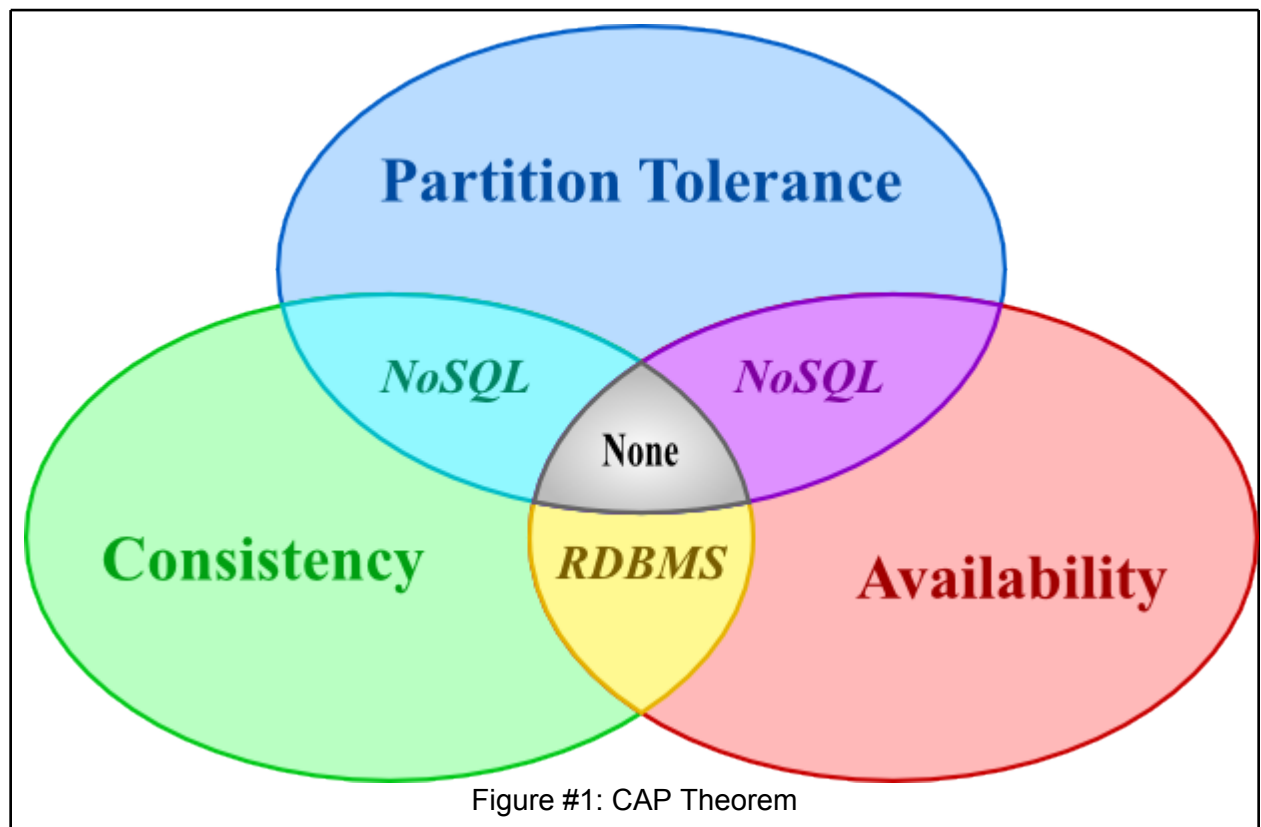 Partition Tolerance
NoSQL
NoSQL
None
Consistency
RDBMS
Availability
Figure #1: CAP Theorem